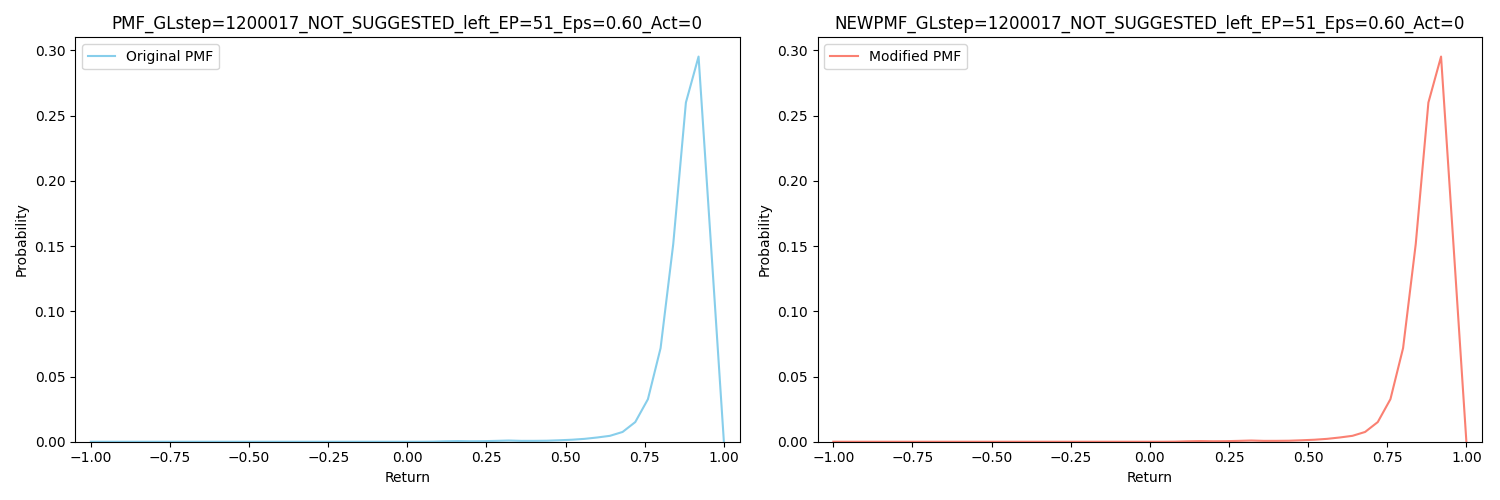 PMF_GLstep=1200017_NOT_SUGGESTED_left_EP=51_Eps=0.60_Act=0
Original PMF
0.30
0.25
0.20
0.15
0.10
0.05
0.00
Probability
−1.00 −0.75 −0.50 −0.25 0.00 0.25 0.50 0.75 1.00
Return
NEWPMF_GLstep=1200017_NOT_SUGGESTED_left_EP=51_Eps=0.60_Act=0
Modified PMF
0.30
0.25
0.20
0.15
0.10
0.05
0.00
Probability
−1.00 −0.75 −0.50 −0.25 0.00 0.25 0.50 0.75 1.00
Return